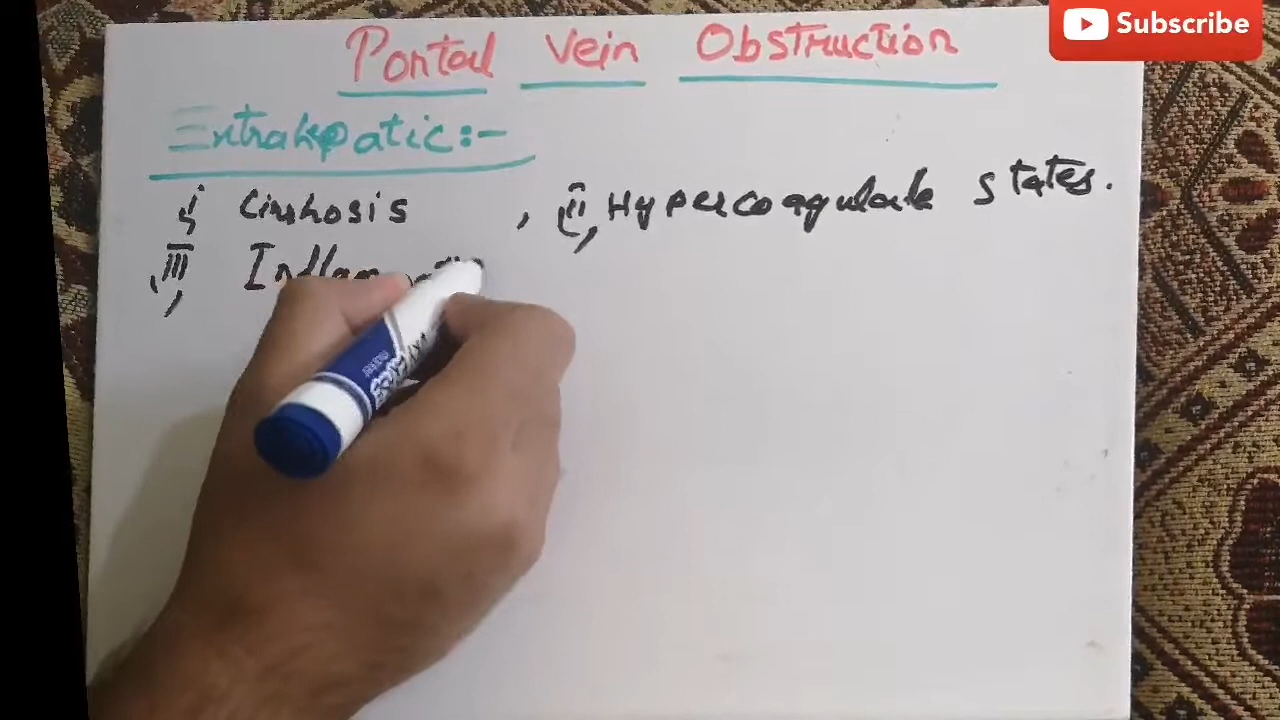 Subscribe
Portal Vein Obstruction
Extrahepatic:-
i, Cirrhosis , ii, Hypercoagulable States.
iii,